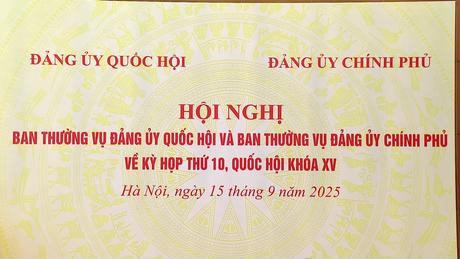 ĐẢNG ỦY QUỐC HỘI
ĐẢNG ỦY CHÍNH PHỦ
HỘI NGHỊ
BAN THƯỜNG VỤ ĐẢNG ỦY QUỐC HỘI VÀ BAN THƯỜNG VỤ ĐẢNG ỦY CHÍNH PHỦ
VỀ KỲ HỌP THỨ 10, QUỐC HỘI KHÓA XV
Hà Nội, ngày 15 tháng 9 năm 2025